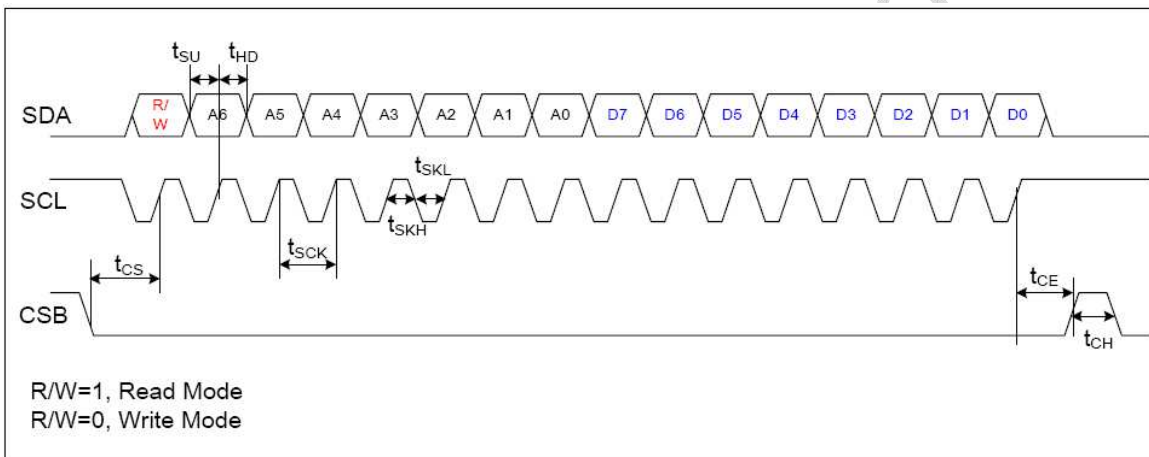 tSU tHD
SDA R/W A6 A5 A4 A3 A2 A1 A0 D7 D6 D5 D4 D3 D2 D1 D0
tSKL
SCL
tSKH
tSCK
tCS
tCE
CSB
tCH
R/W=1, Read Mode
R/W=0, Write Mode